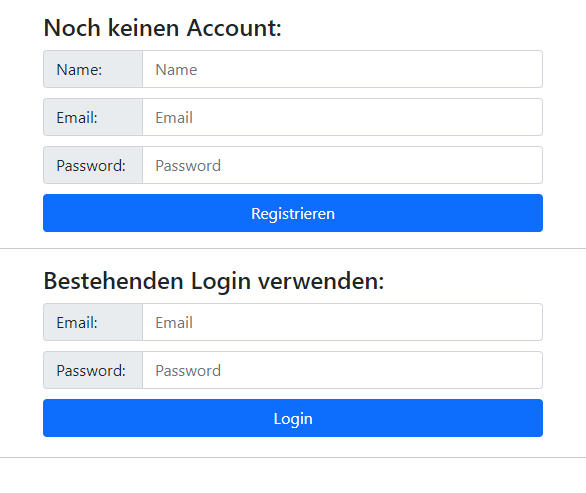 Noch keinen Account:
Name: Name
Email: Email
Password: Password
Registrieren
Bestehenden Login verwenden:
Email: Email
Password: Password
Login